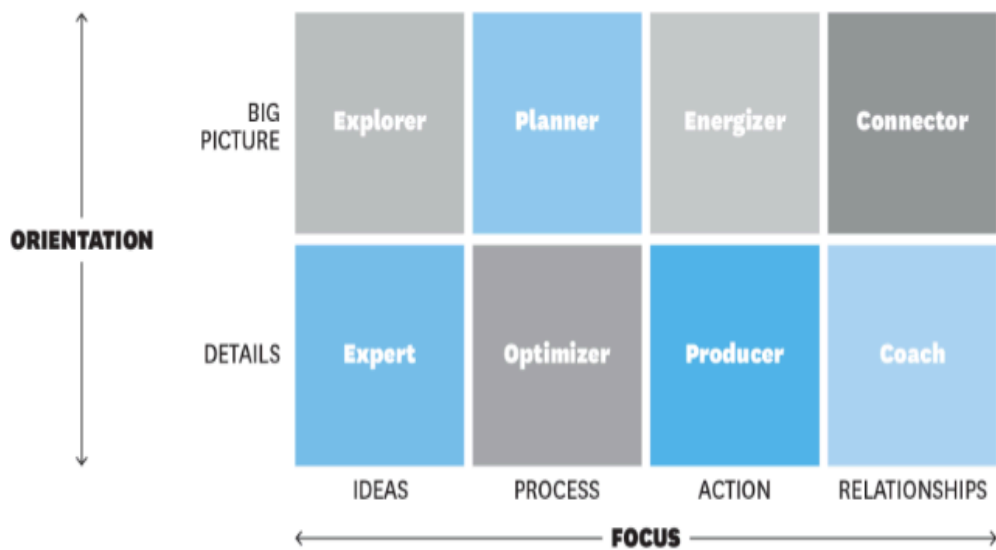 BIG
PICTURE
Explorer
Planner
Energizer
Connector
ORIENTATION
DETAILS
Expert
Optimizer
Producer
Coach
IDEAS
PROCESS
ACTION
RELATIONSHIPS
FOCUS